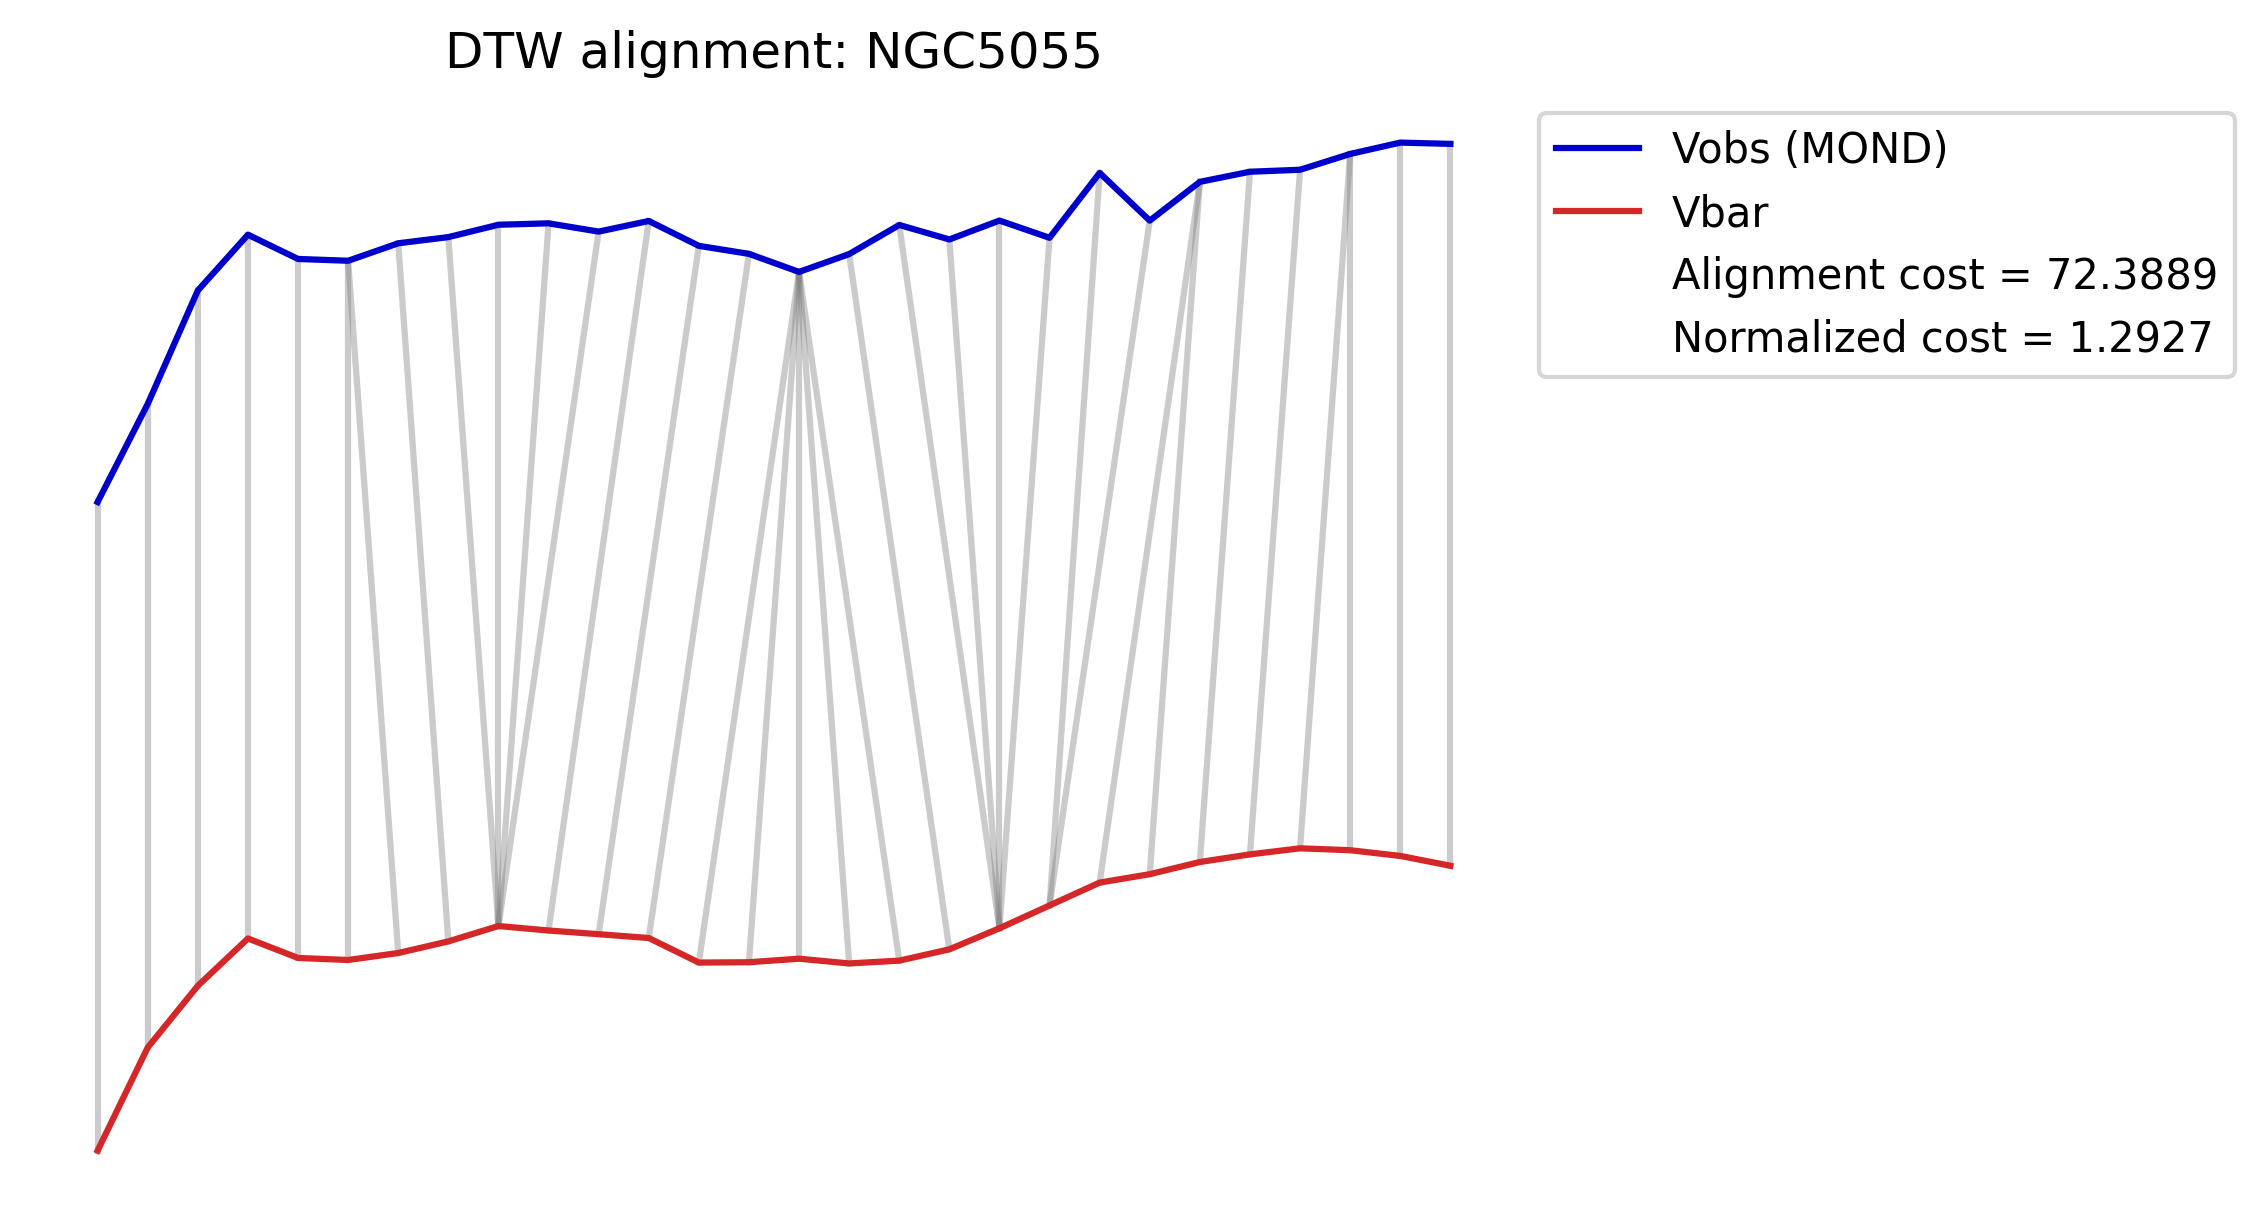 DTW alignment: NGC5055
Vobs (MOND)
Vbar
Alignment cost = 72.3889
Normalized cost = 1.2927